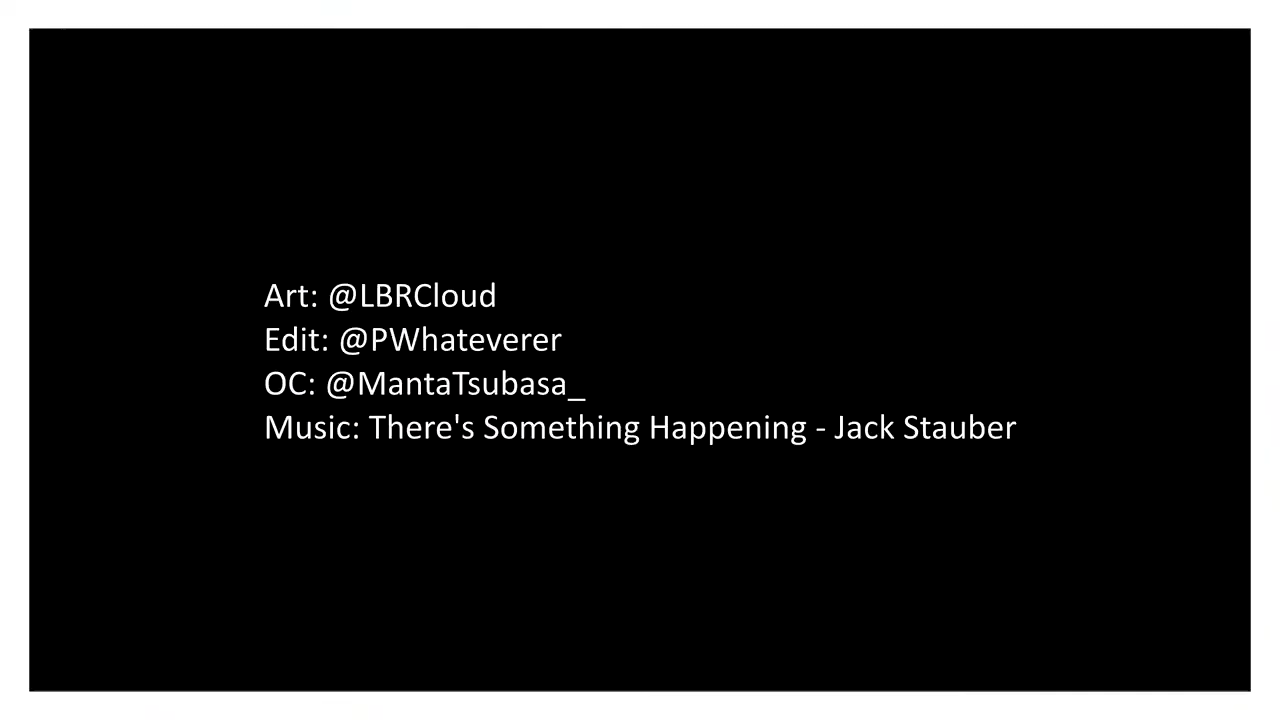 Art: @LBRCloud
Edit: @PWhateverer
OC: @MantaTsubasa_
Music: There's Something Happening - Jack Stauber